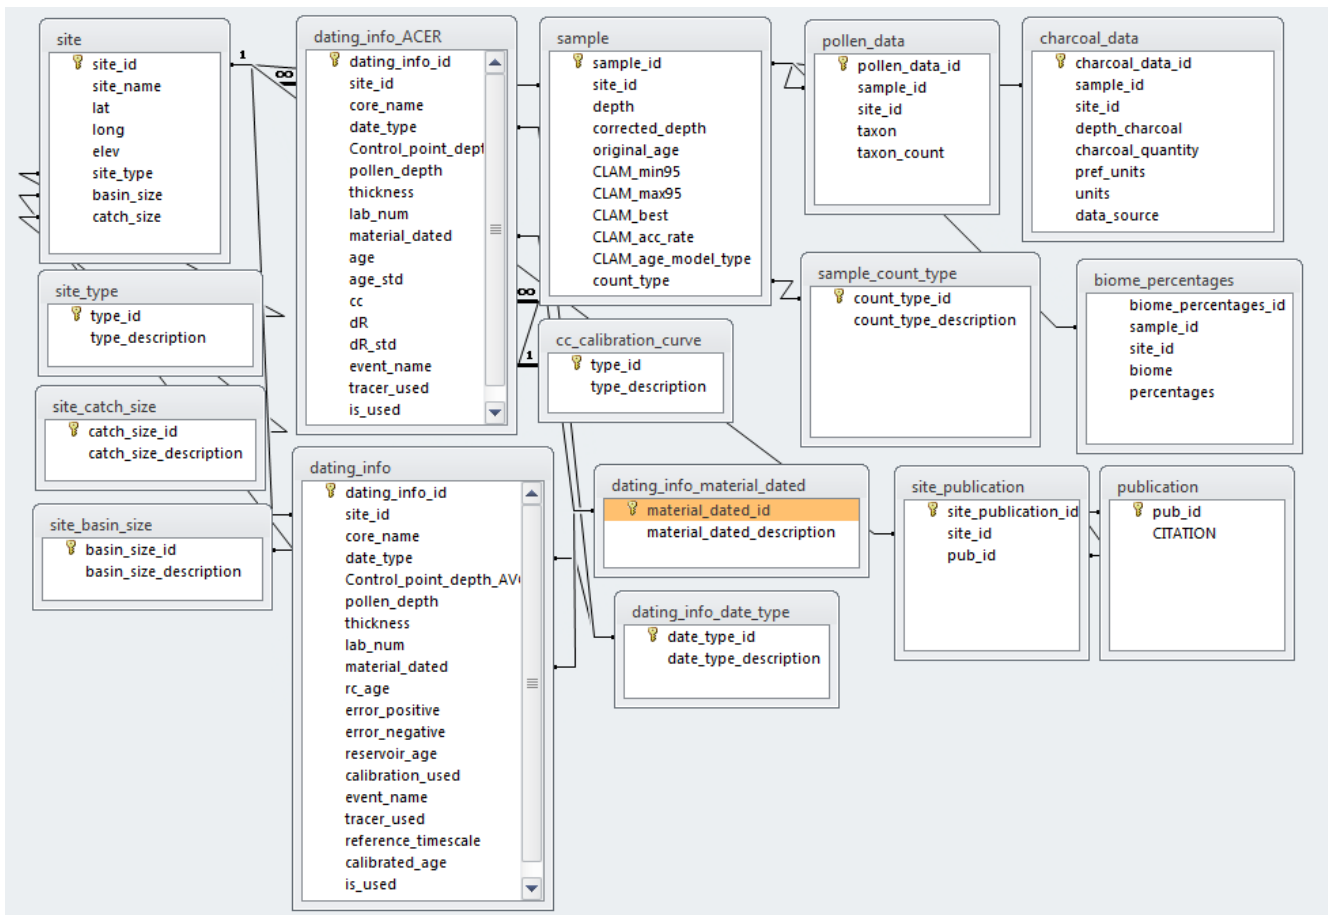 site
site_id
site_name
lat
long
elev
site_type
basin_size
catch_size
1
∞
dating_info_ACER
dating_info_id
site_id
core_name
date_type
Control_point_dept
pollen_depth
thickness
lab_num
material_dated
age
age_std
cc
dR
dR_std
event_name
tracer_used
is_used
∞
1
sample
sample_id
site_id
depth
corrected_depth
original_age
CLAM_min95
CLAM_max95
CLAM_best
CLAM_acc_rate
CLAM_age_model_type
count_type
pollen_data
pollen_data_id
sample_id
site_id
taxon
taxon_count
charcoal_data
charcoal_data_id
sample_id
site_id
depth_charcoal
charcoal_quantity
pref_units
units
data_source
site_type
type_id
type_description
sample_count_type
count_type_id
count_type_description
biome_percentages
biome_percentages_id
sample_id
site_id
biome
percentages
cc_calibration_curve
type_id
type_description
site_catch_size
catch_size_id
catch_size_description
site_basin_size
basin_size_id
basin_size_description
dating_info
dating_info_id
site_id
core_name
date_type
Control_point_depth_AV
pollen_depth
thickness
lab_num
material_dated
rc_age
error_positive
error_negative
reservoir_age
calibration_used
event_name
tracer_used
reference_timescale
calibrated_age
is_used
dating_info_material_dated
material_dated_id
material_dated_description
dating_info_date_type
date_type_id
date_type_description
site_publication
site_publication_id
site_id
pub_id
publication
pub_id
CITATION